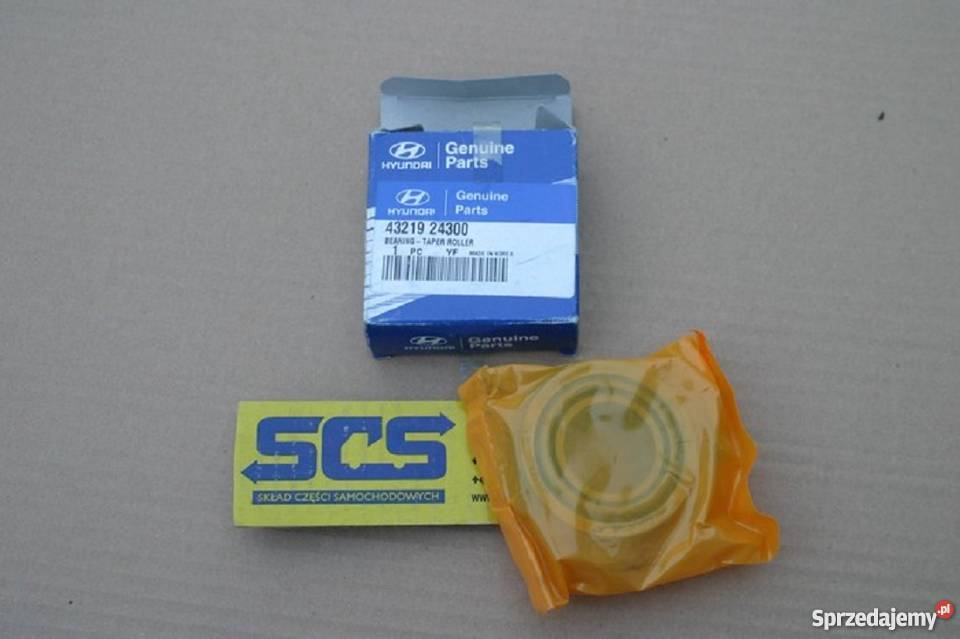 HYUNDAI
Genuine
Parts
HYUNDAI
Genuine
Parts
43219 24300
BEARING - TAPER ROLLER
1 PC YF MADE IN KOREA
HYUNDAI
Genuine
Parts
SCS
SKŁAD CZĘŚCI SAMOCHODOWYCH
www
Sprzedajemy.pl